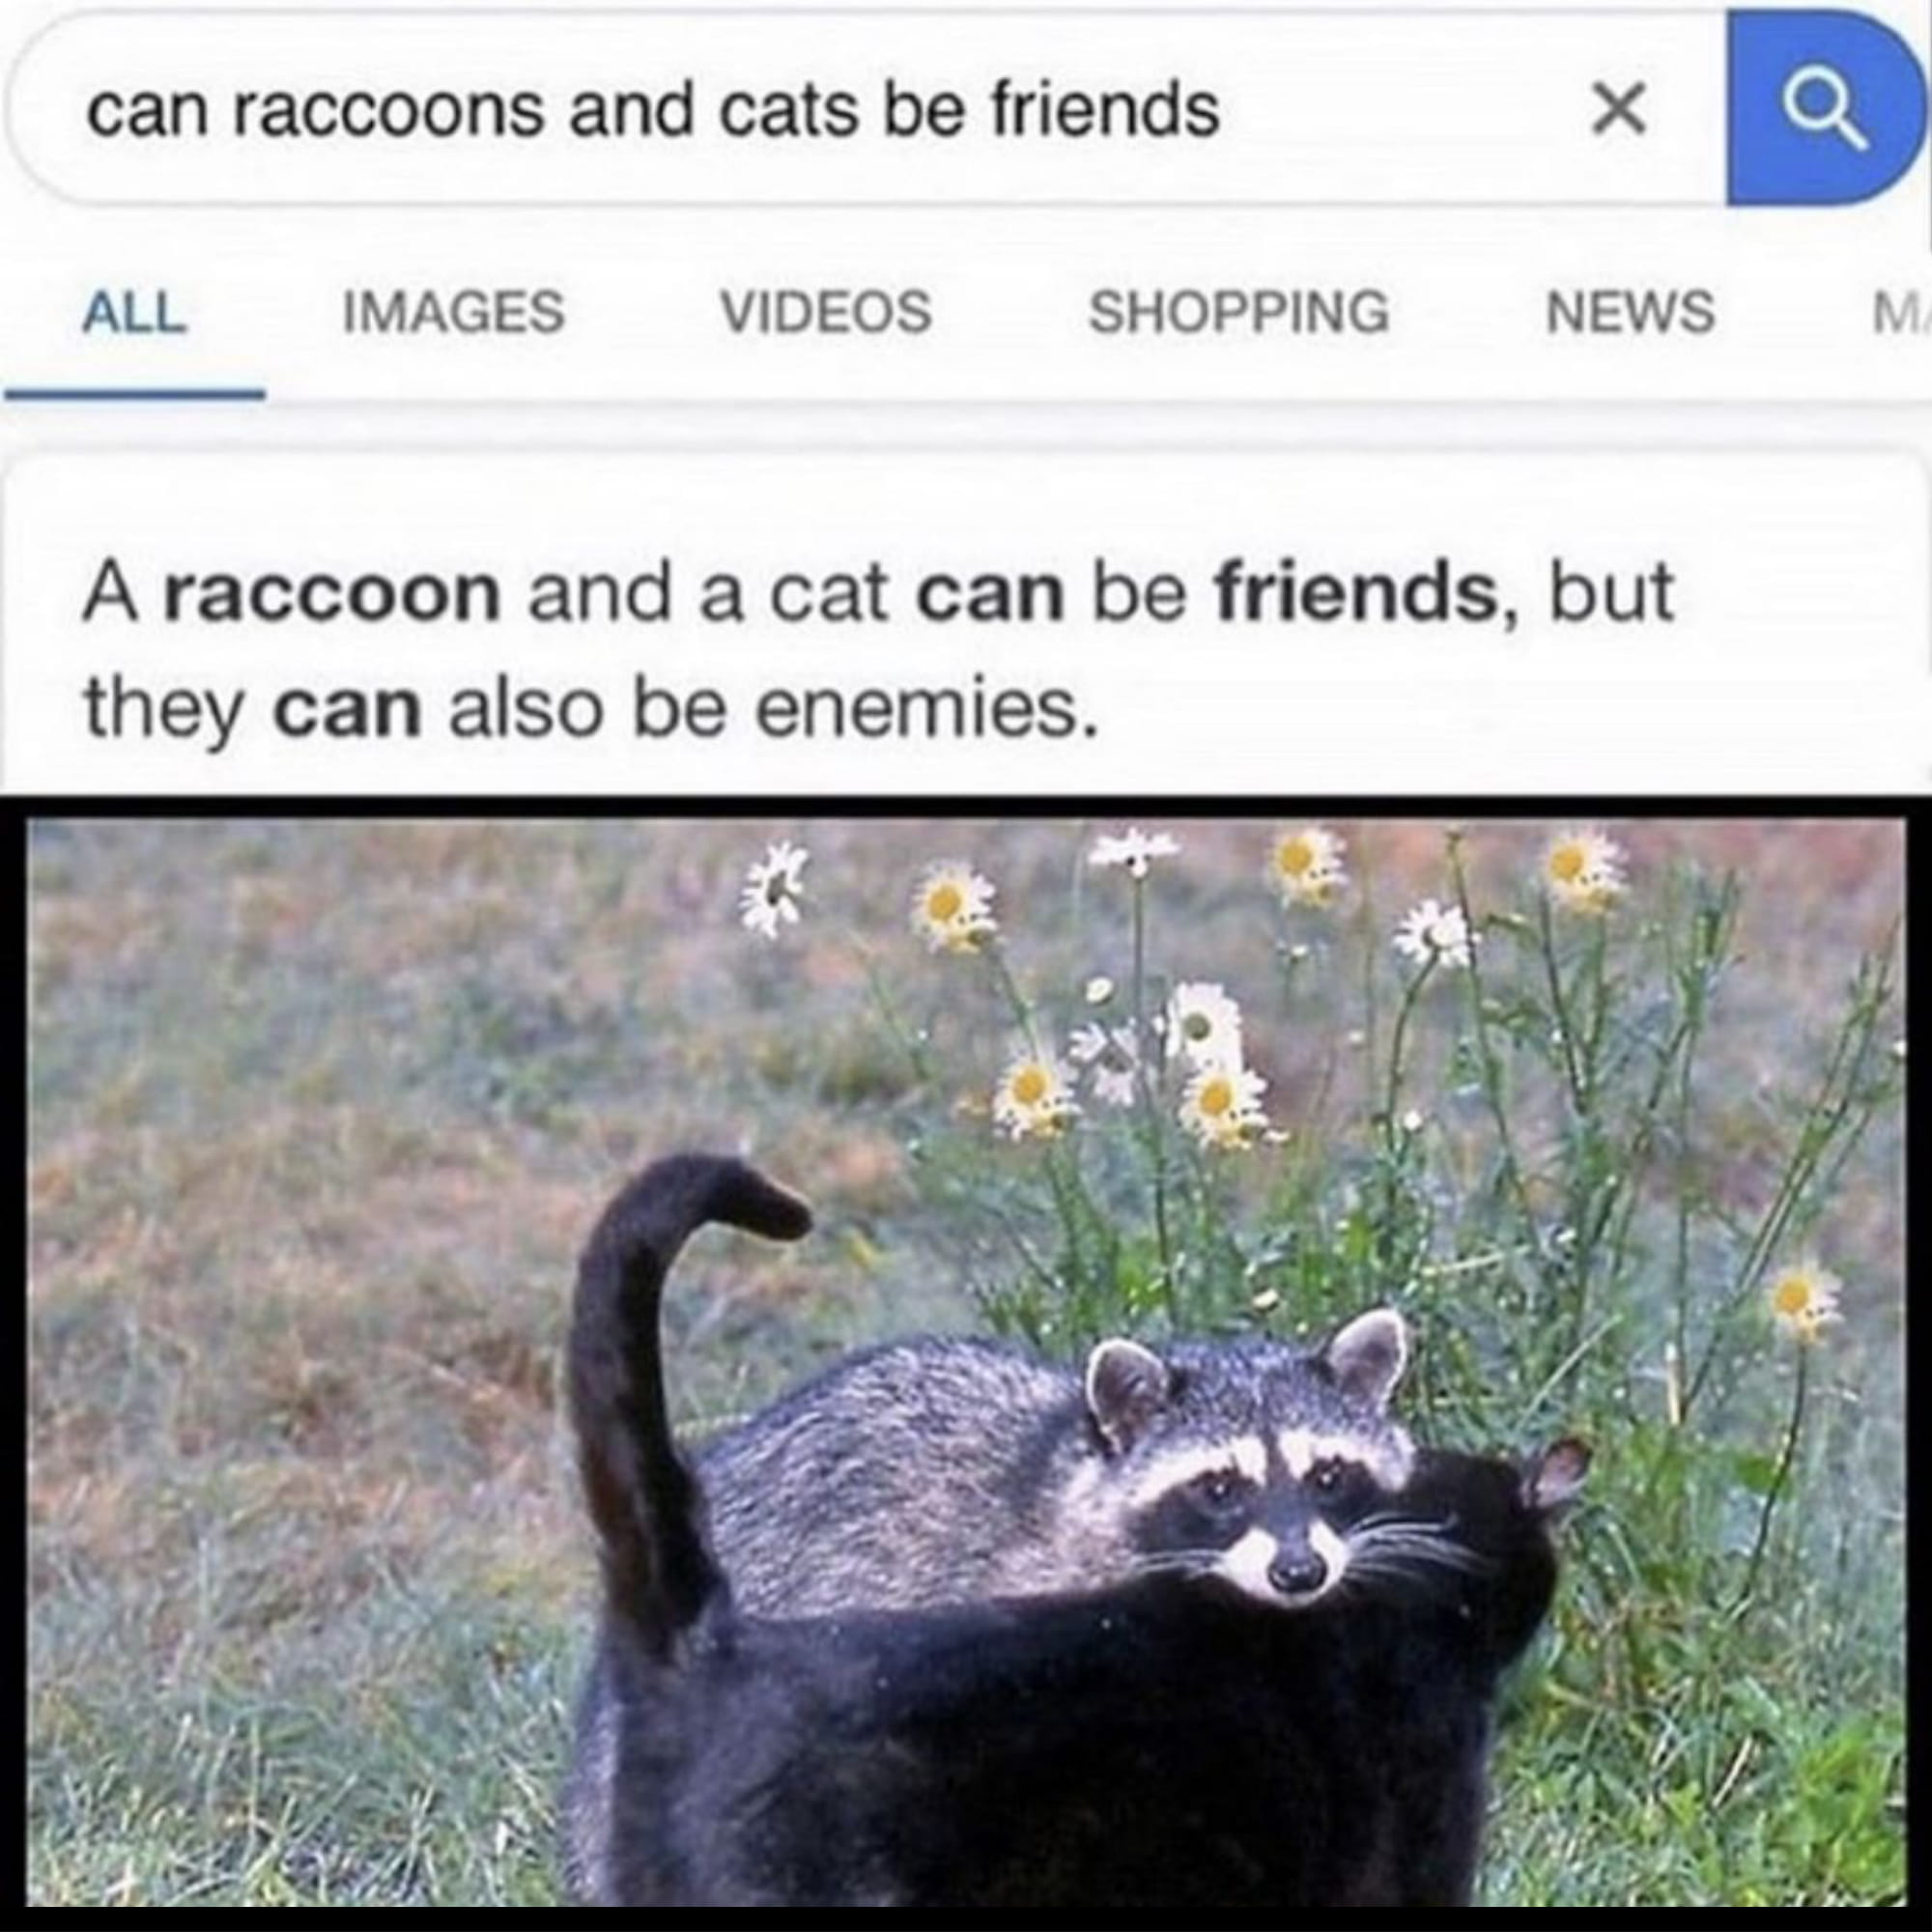 can raccoons and cats be friends
ALL IMAGES VIDEOS SHOPPING NEWS
A raccoon and a cat can be friends, but
they can also be enemies.